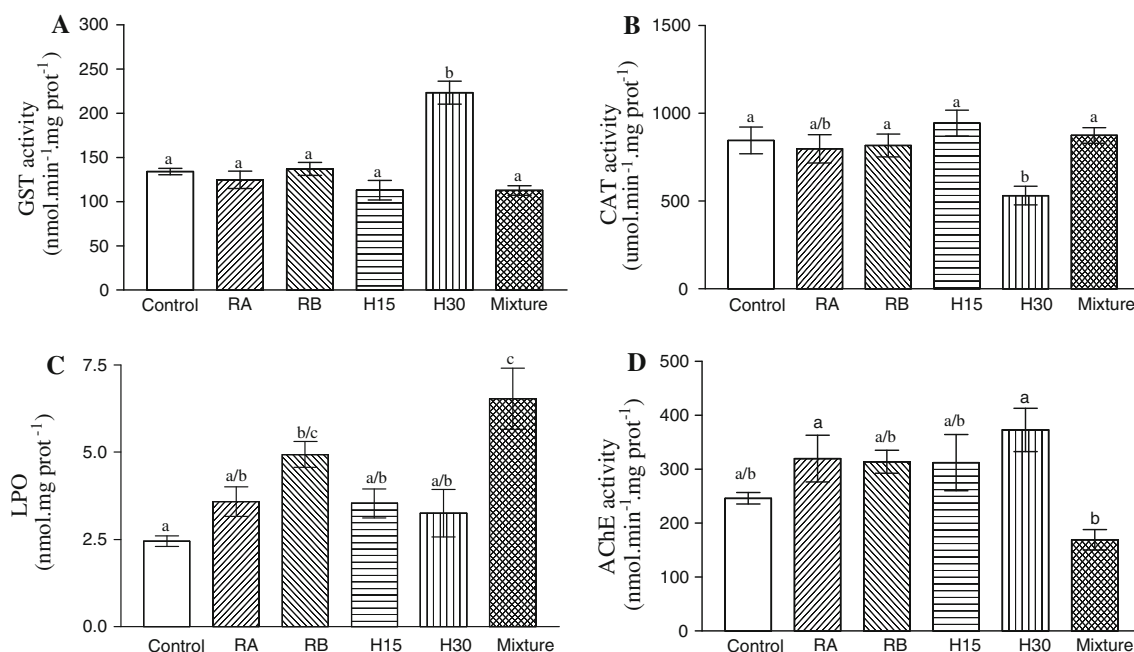 A
GST activity
(nmol.min⁻¹.mg prot⁻¹)
300
250
200
150
100
50
0
a
a
a
a
b
a
Control RA RB H15 H30 Mixture
B
CAT activity
(umol.min⁻¹.mg prot⁻¹)
1500
1000
500
0
a
a/b
a
a
b
a
Control RA RB H15 H30 Mixture
C
LPO
(nmol.mg prot⁻¹)
7.5
5.0
2.5
0.0
a
a/b
b/c
a/b
a/b
c
Control RA RB H15 H30 Mixture
D
AChE activity
(nmol.min⁻¹.mg prot⁻¹)
500
400
300
200
100
0
a/b
a
a/b
a/b
a
b
Control RA RB H15 H30 Mixture